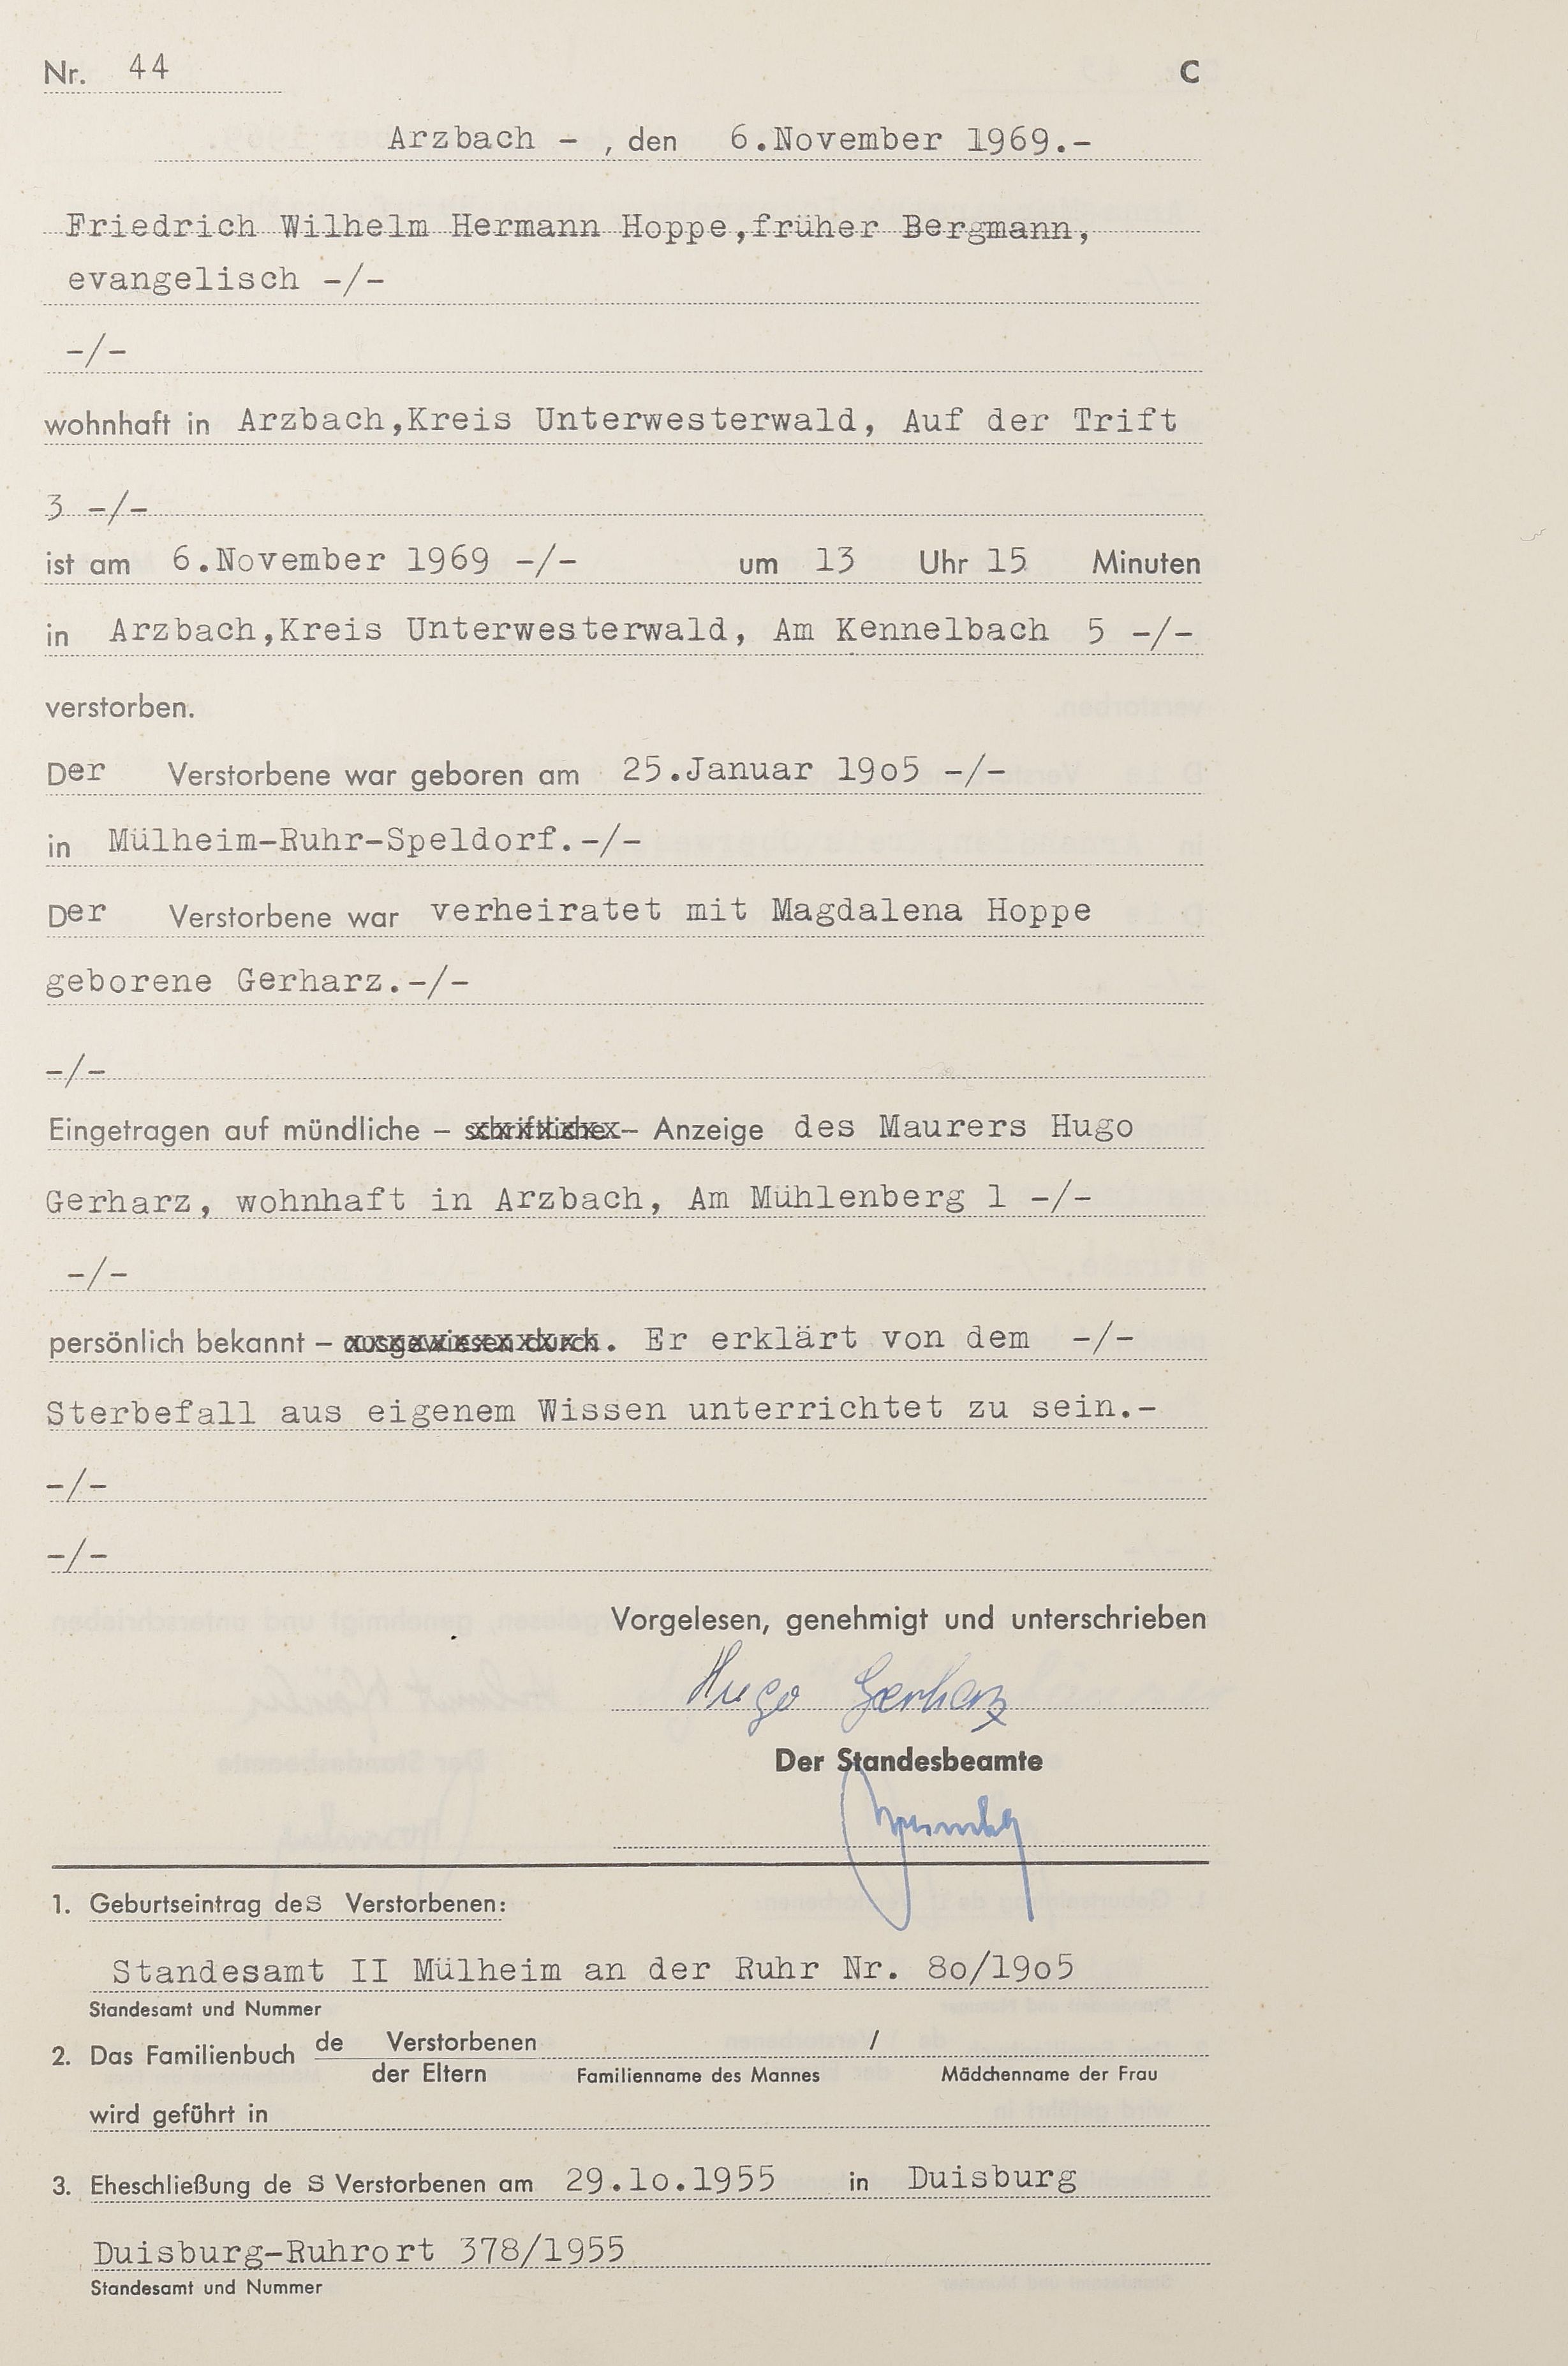 Nr. 44 C
Arzbach - , den 6.November 1969.-
Friedrich Wilhelm Hermann Hoppe,früher Bergmann,
evangelisch -/-
-/-
wohnhaft in Arzbach,Kreis Unterwesterwald, Auf der Trift
3 -/-
ist am 6.November 1969 -/- um 13 Uhr 15 Minuten
in Arzbach,Kreis Unterwesterwald, Am Kennelbach 5 -/-
verstorben.
Der Verstorbene war geboren am 25.Januar 19o5 -/-
in Mülheim-Ruhr-Speldorf.-/-
Der Verstorbene war verheiratet mit Magdalena Hoppe
geborene Gerharz.-/-
-/-
Eingetragen auf mündliche – schriftliche – Anzeige des Maurers Hugo
Gerharz, wohnhaft in Arzbach, Am Mühlenberg 1 -/-
-/-
persönlich bekannt – ausgewiesen durch. Er erklärt von dem -/-
Sterbefall aus eigenem Wissen unterrichtet zu sein.-
-/-
-/-
Vorgelesen, genehmigt und unterschrieben
Hugo Gerharz
Der Standesbeamte
1. Geburtseintrag des Verstorbenen:
Standesamt II Mülheim an der Ruhr Nr. 8o/19o5
Standesamt und Nummer
2. Das Familienbuch de Verstorbenen /
der Eltern Familienname des Mannes Mädchenname der Frau
wird geführt in
3. Eheschließung de s Verstorbenen am 29.1o.1955 in Duisburg
Duisburg-Ruhrort 378/1955
Standesamt und Nummer